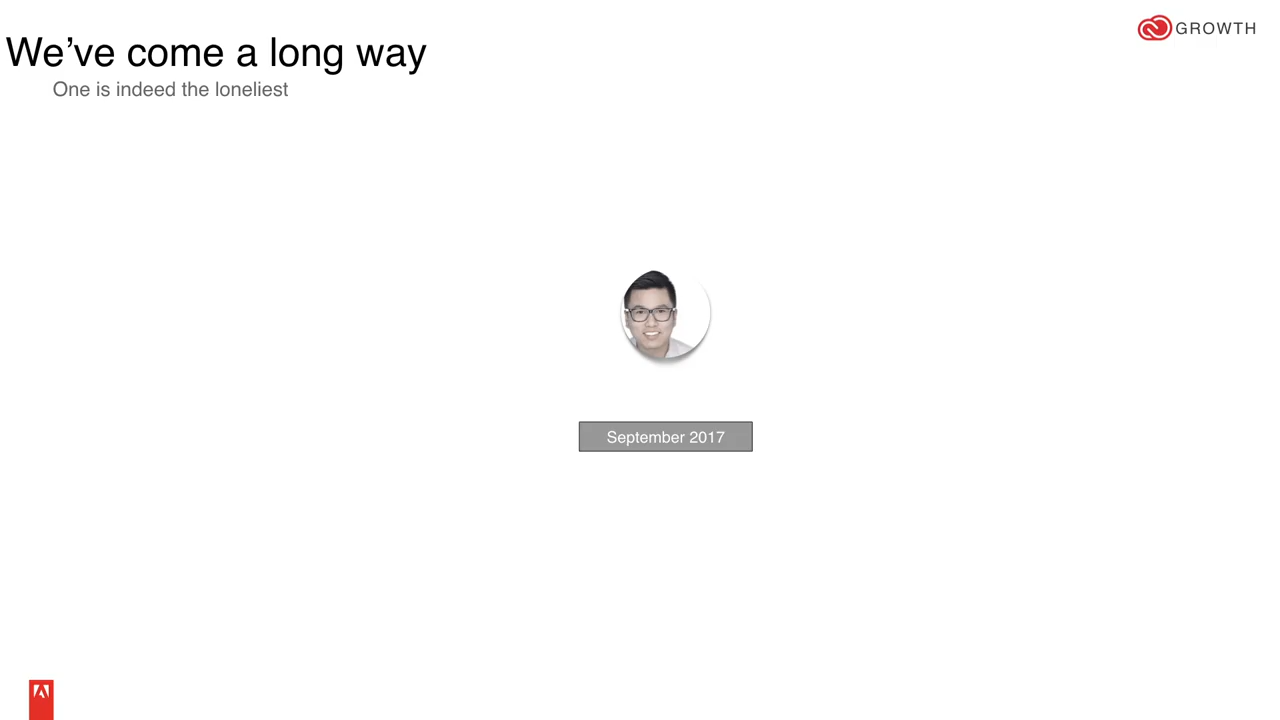 We’ve come a long way
One is indeed the loneliest
GROWTH
September 2017